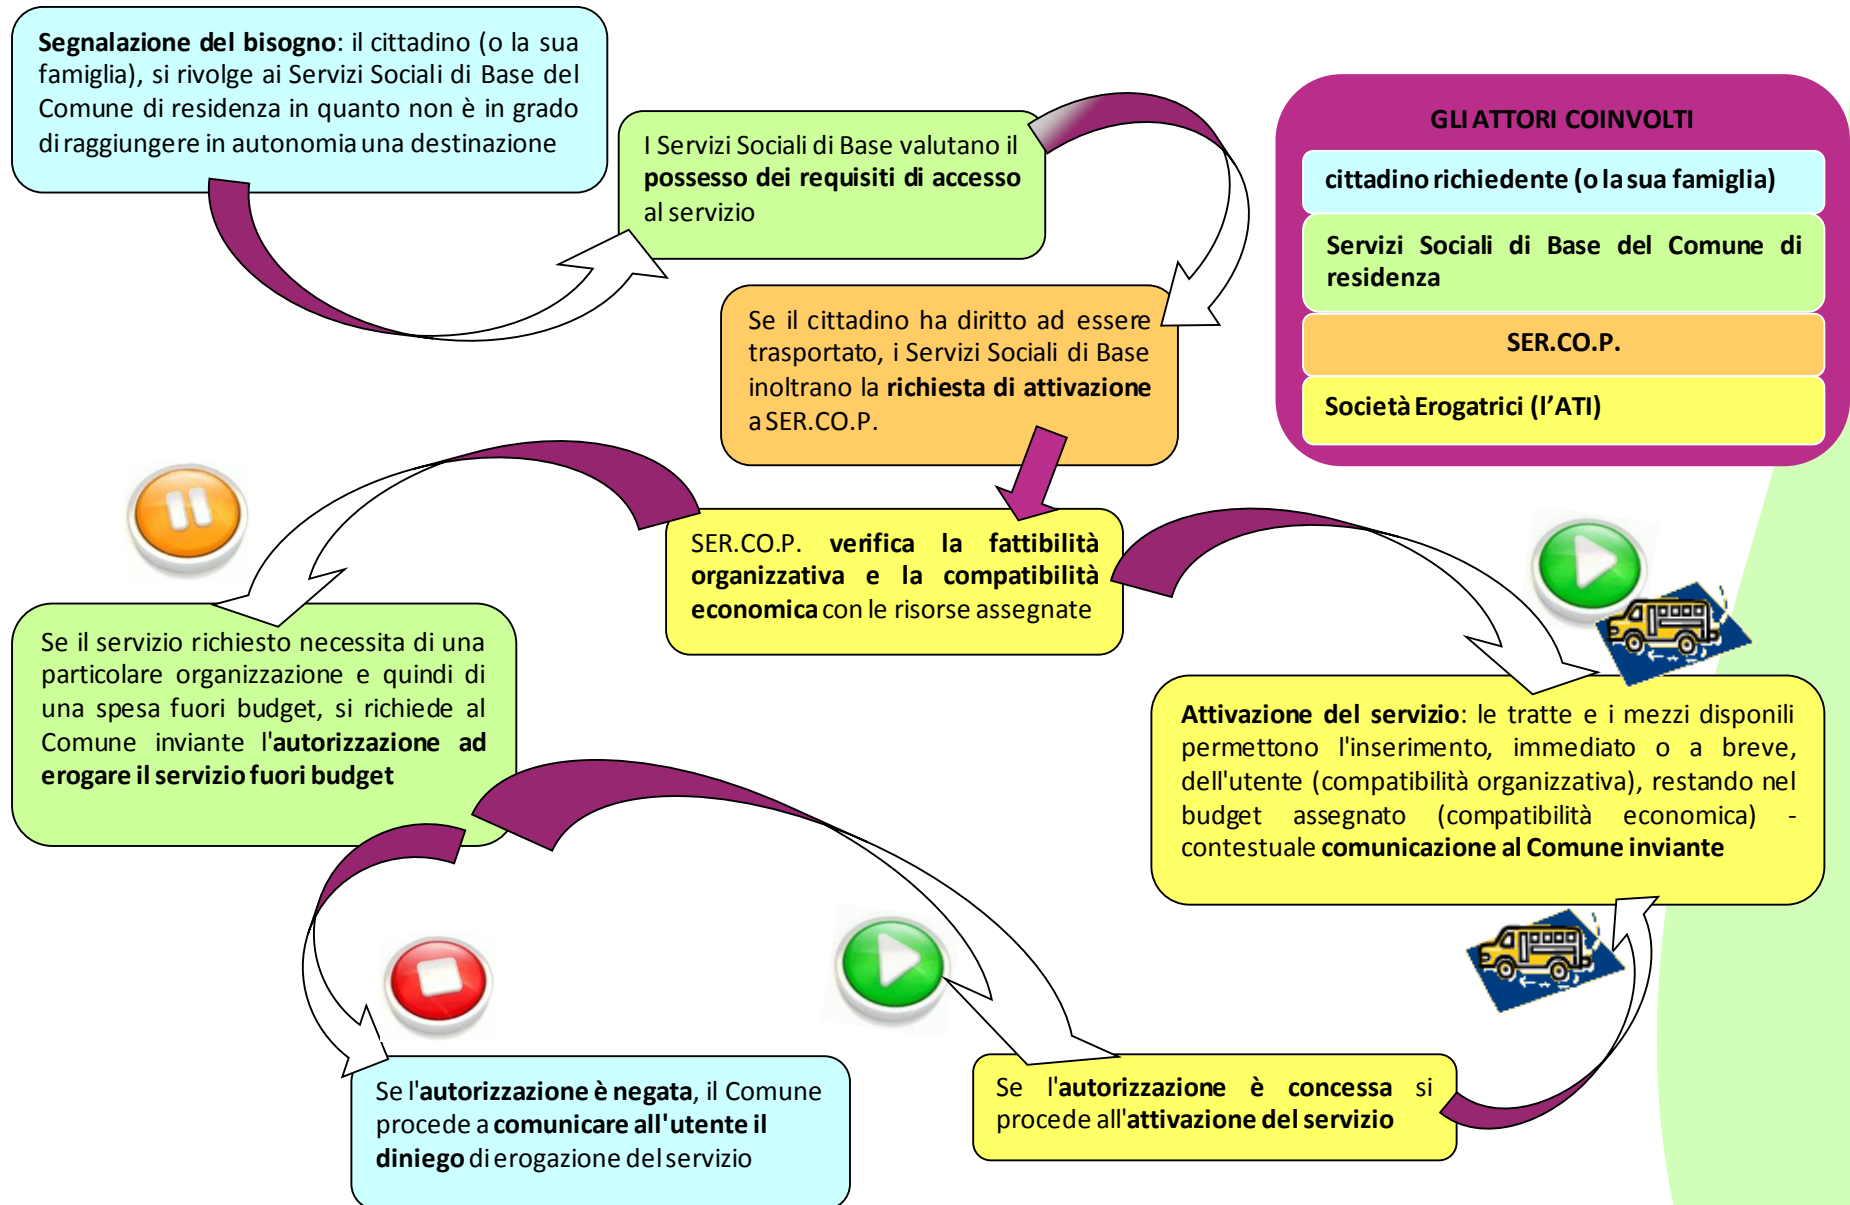 Segnalazione del bisogno: il cittadino (o la sua
famiglia), si rivolge ai Servizi Sociali di Base del
Comune di residenza in quanto non è in grado
di raggiungere in autonomia una destinazione
I Servizi Sociali di Base valutano il
possesso dei requisiti di accesso
al servizio
GLI ATTORI COINVOLTI
cittadino richiedente (o la sua famiglia)
Servizi Sociali di Base del Comune di
residenza
SER.CO.P.
Società Erogatrici (l'ATI)
Se il cittadino ha diritto ad essere
trasportato, i Servizi Sociali di Base
inoltrano la richiesta di attivazione
a SER.CO.P.
SER.CO.P. verifica la fattibilità
organizzativa e la compatibilità
economica con le risorse assegnate
Se il servizio richiesto necessita di una
particolare organizzazione e quindi di
una spesa fuori budget, si richiede al
Comune inviante l'autorizzazione ad
erogare il servizio fuori budget
Attivazione del servizio: le tratte e i mezzi disponili
permettono l'inserimento, immediato o a breve,
dell'utente (compatibilità organizzativa), restando nel
budget assegnato (compatibilità economica) -
contestuale comunicazione al Comune inviante
Se l'autorizzazione è negata, il Comune
procede a comunicare all'utente il
diniego di erogazione del servizio
Se l'autorizzazione è concessa si
procede all'attivazione del servizio